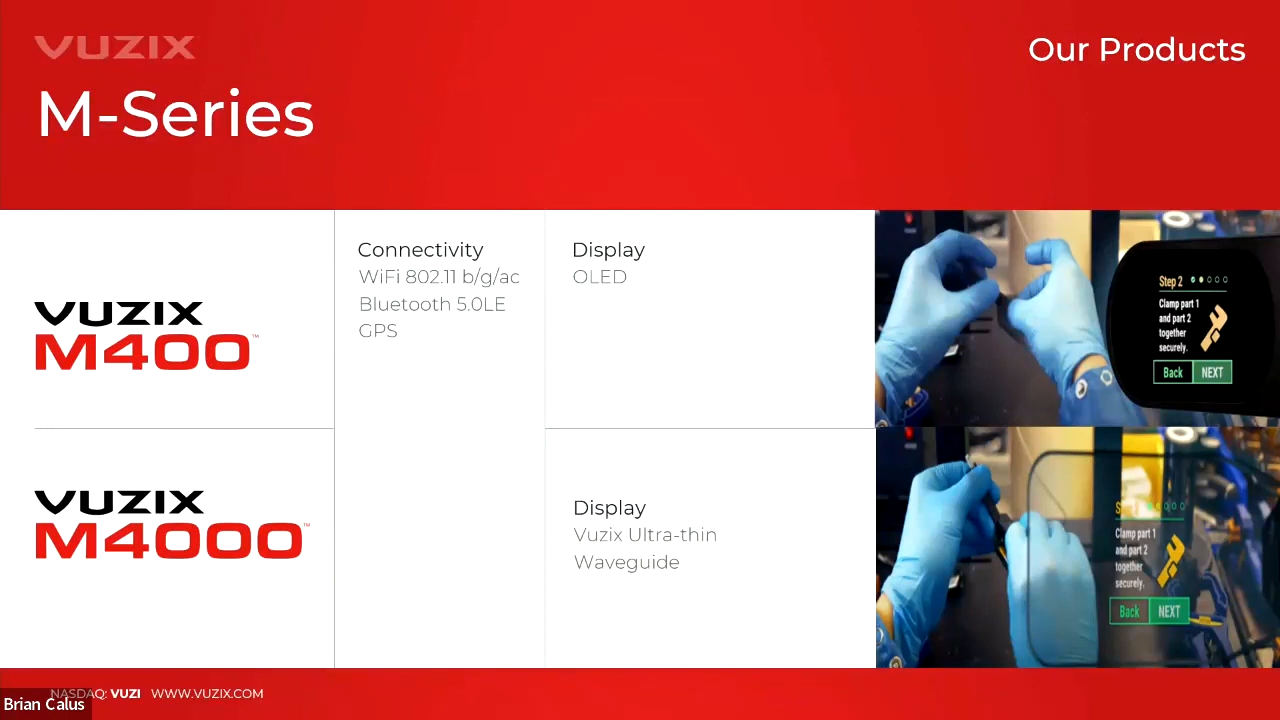 VUZIX
Our Products
M-Series
VUZIX
M400™
Connectivity
WiFi 802.11 b/g/ac
Bluetooth 5.0LE
GPS
Display
OLED
Step 2
Clamp part 1
and part 2
together
securely.
Back NEXT
VUZIX
M4000™
Display
Vuzix Ultra-thin
Waveguide
Clamp part 1
and part 2
together
securely.
Back NEXT
NASDAQ: VUZI WWW.VUZIX.COM
Brian Calus